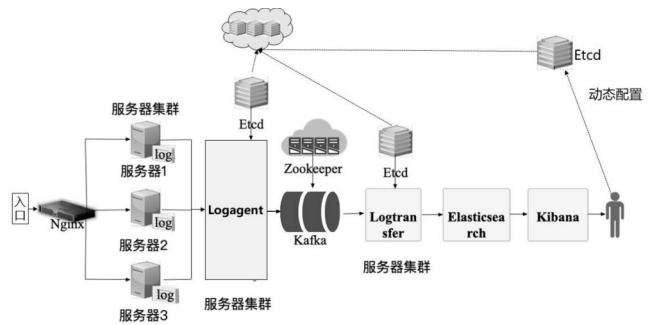 Etcd
动态配置
服务器集群
Etcd
log
服务器1
Zookeeper
Etcd
入口
Nginx
log
服务器2
Logagent
Kafka
Logtran
sfer
Elasticsea
rch
Kibana
log
服务器3
服务器集群
服务器集群